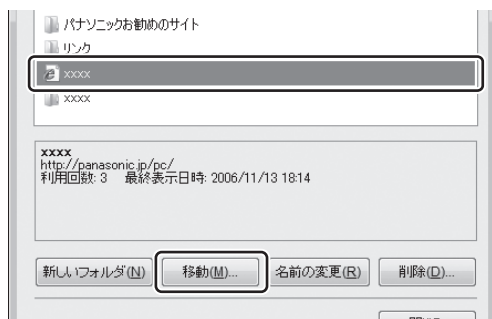 パナソニックお勧めのサイト
リンク
xxxx
xxxx
xxxx
http://panasonic.jp/pc/
利用回数: 3 最終表示日時: 2006/11/13 18:14
新しいフォルダ(N) 移動(M)... 名前の変更(R) 削除(D)...